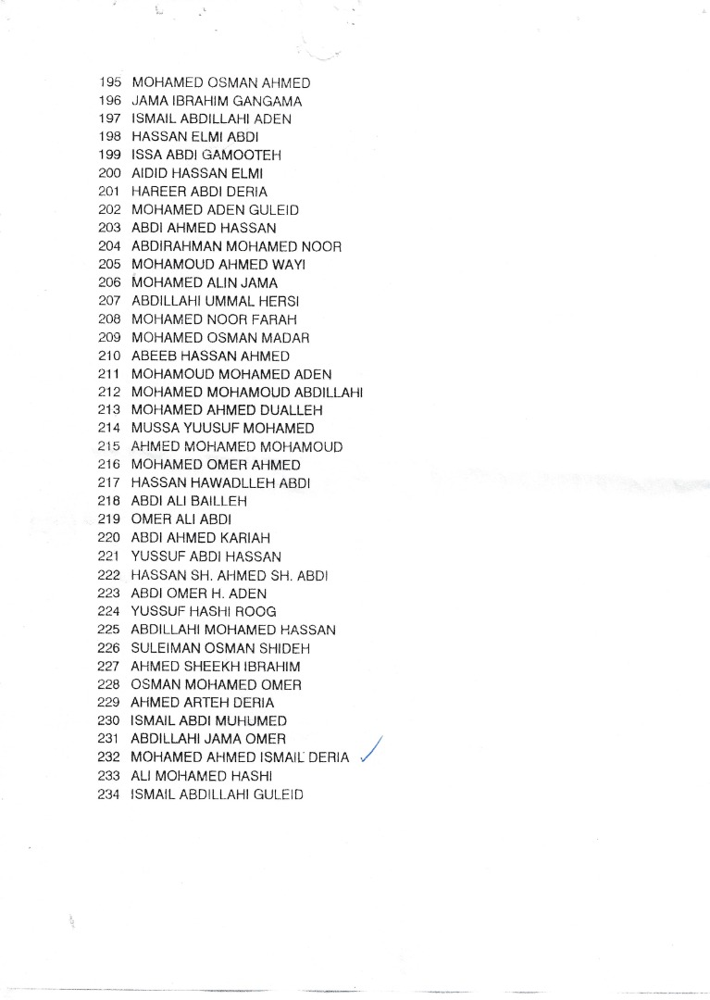 195 MOHAMED OSMAN AHMED
196 JAMA IBRAHIM GANGAMA
197 ISMAIL ABDILLAHI ADEN
198 HASSAN ELMI ABDI
199 ISSA ABDI GAMOOTEH
200 AIDID HASSAN ELMI
201 HAREER ABDI DERIA
202 MOHAMED ADEN GULEID
203 ABDI AHMED HASSAN
204 ABDIRAHMAN MOHAMED NOOR
205 MOHAMOUD AHMED WAYI
206 MOHAMED ALIN JAMA
207 ABDILLAHI UMMAL HERSI
208 MOHAMED NOOR FARAH
209 MOHAMED OSMAN MADAR
210 ABEEB HASSAN AHMED
211 MOHAMOUD MOHAMED ADEN
212 MOHAMED MOHAMOUD ABDILLAHI
213 MOHAMED AHMED DUALLEH
214 MUSSA YUUSUF MOHAMED
215 AHMED MOHAMED MOHAMOUD
216 MOHAMED OMER AHMED
217 HASSAN HAWADLLEH ABDI
218 ABDI ALI BAILLEH
219 OMER ALI ABDI
220 ABDI AHMED KARIAH
221 YUSSUF ABDI HASSAN
222 HASSAN SH. AHMED SH. ABDI
223 ABDI OMER H. ADEN
224 YUSSUF HASHI ROOG
225 ABDILLAHI MOHAMED HASSAN
226 SULEIMAN OSMAN SHIDEH
227 AHMED SHEEKH IBRAHIM
228 OSMAN MOHAMED OMER
229 AHMED ARTEH DERIA
230 ISMAIL ABDI MUHUMED
231 ABDILLAHI JAMA OMER
232 MOHAMED AHMED ISMAIL DERIA
233 ALI MOHAMED HASHI
234 ISMAIL ABDILLAHI GULEID